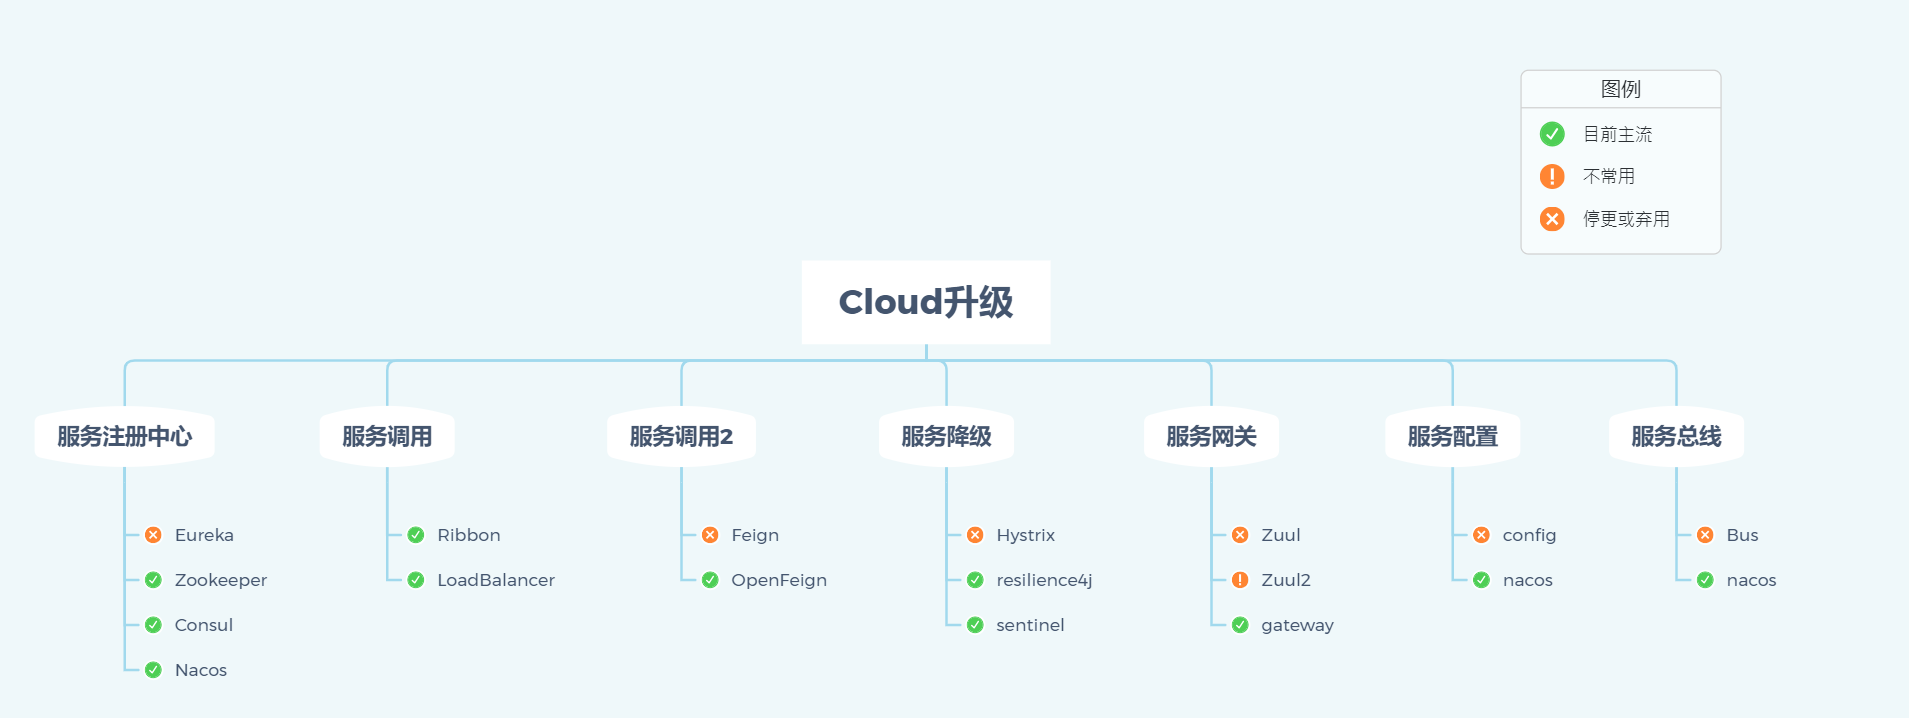 图例
目前主流
不常用
停更或弃用
Cloud升级
服务注册中心
Eureka
Zookeeper
Consul
Nacos
服务调用
Ribbon
LoadBalancer
服务调用2
Feign
OpenFeign
服务降级
Hystrix
resilience4j
sentinel
服务网关
Zuul
Zuul2
gateway
服务配置
config
nacos
服务总线
Bus
nacos